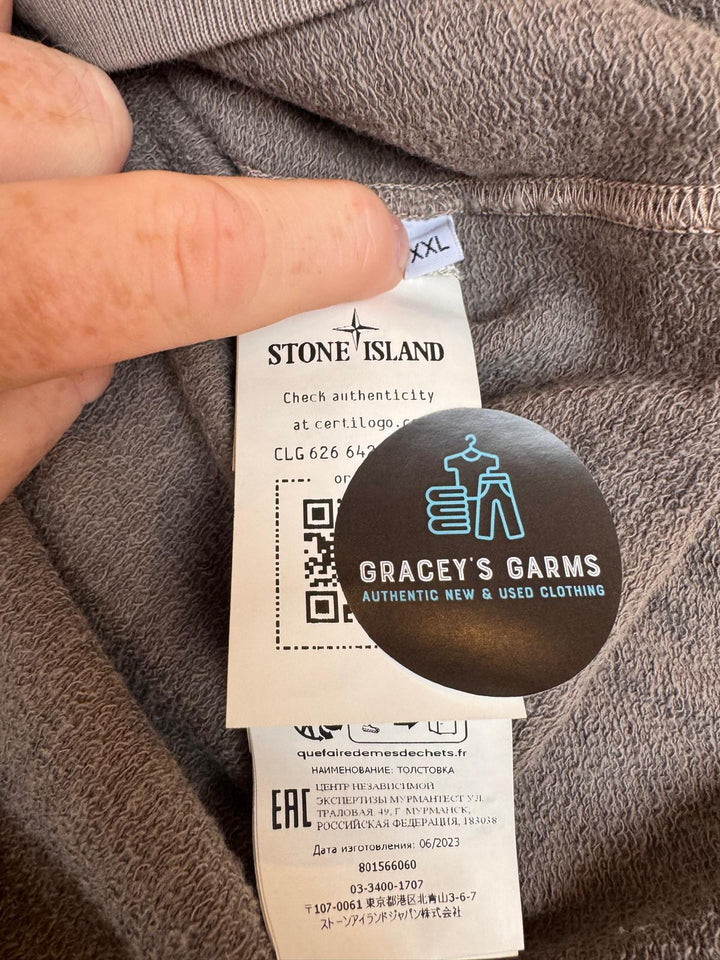 XXL
STONE ISLAND
Check authenticity
at certilogo.
CLG 626 642
GRACEY'S GARMS
AUTHENTIC NEW & USED CLOTHING
quefairedemesdechets.fr
НАИМЕНОВАНИЕ: ТОЛСТОВКА
EAC
ЦЕНТР НЕЗАВИСИМОЙ
ЭКСПЕРТИЗЫ МУРМАНТЕСТ УЛ.
ТРАЛОВАЯ, 49, Г. МУРМАНСК,
РОССИЙСКАЯ ФЕДЕРАЦИЯ, 183038
Дата изготовления: 06/2023
801566060
03-3400-1707
〒107-0061 東京都港区北青山3-6-7
ストーンアイランドジャパン株式会社